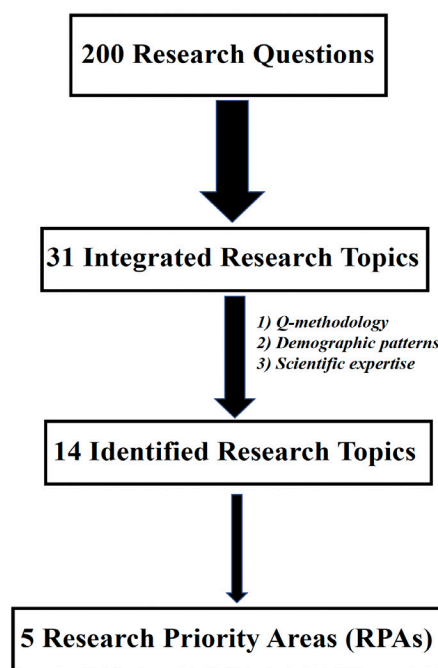 200 Research Questions
31 Integrated Research Topics
1) Q-methodology
2) Demographic patterns
3) Scientific expertise
14 Identified Research Topics
5 Research Priority Areas (RPAs)